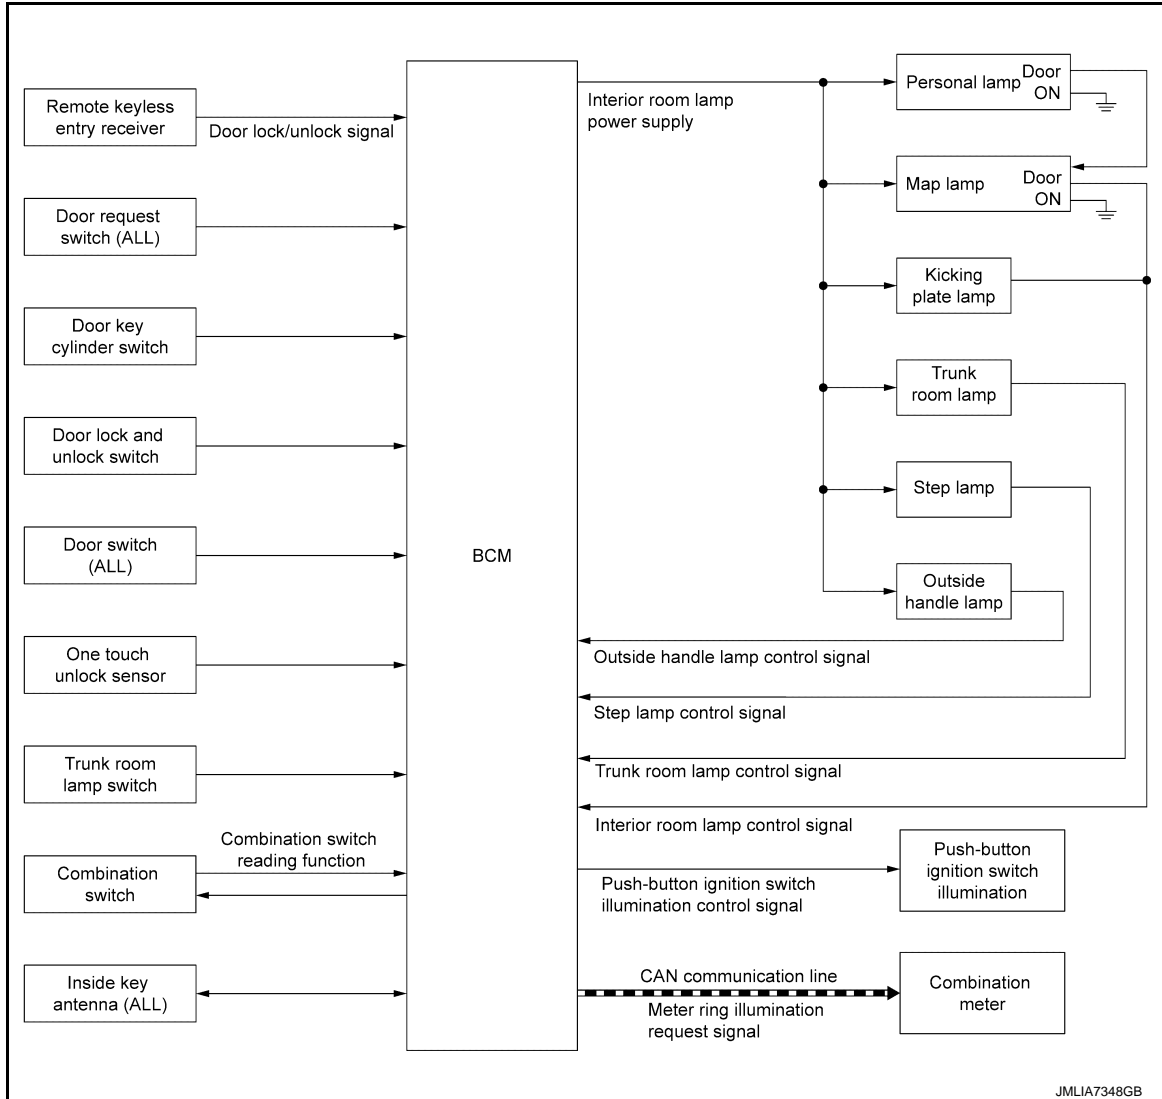 Remote keyless
entry receiver
Door lock/unlock signal
Door request
switch (ALL)
Door key
cylinder switch
Door lock and
unlock switch
Door switch
(ALL)
One touch
unlock sensor
Trunk room
lamp switch
Combination switch
reading function
Combination
switch
Inside key
antenna (ALL)
BCM
Interior room lamp
power supply
Personal lamp
Door
ON
Map lamp
Door
ON
Kicking
plate lamp
Trunk
room lamp
Step lamp
Outside
handle lamp
Outside handle lamp control signal
Step lamp control signal
Trunk room lamp control signal
Interior room lamp control signal
Push-button ignition switch
illumination control signal
Push-button
ignition switch
illumination
CAN communication line
Meter ring illumination
request signal
Combination
meter
JMLIA7348GB